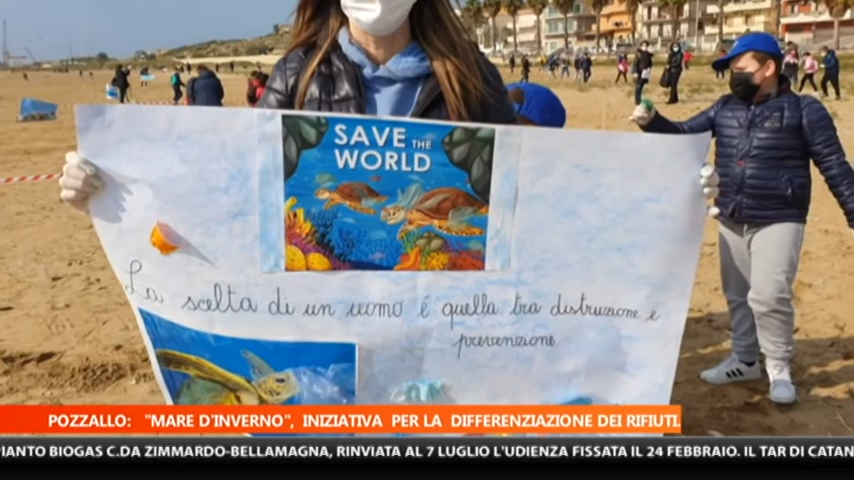 SAVE THE
WORLD
La scelta di un uomo é quella tra distruzione e
prevenzione
POZZALLO: "MARE D'INVERNO", INIZIATIVA PER LA DIFFERENZIAZIONE DEI RIFIUTI.
PIANTO BIOGAS C.DA ZIMMARDO-BELLAMAGNA, RINVIATA AL 7 LUGLIO L'UDIENZA FISSATA IL 24 FEBBRAIO. IL TAR DI CATAN